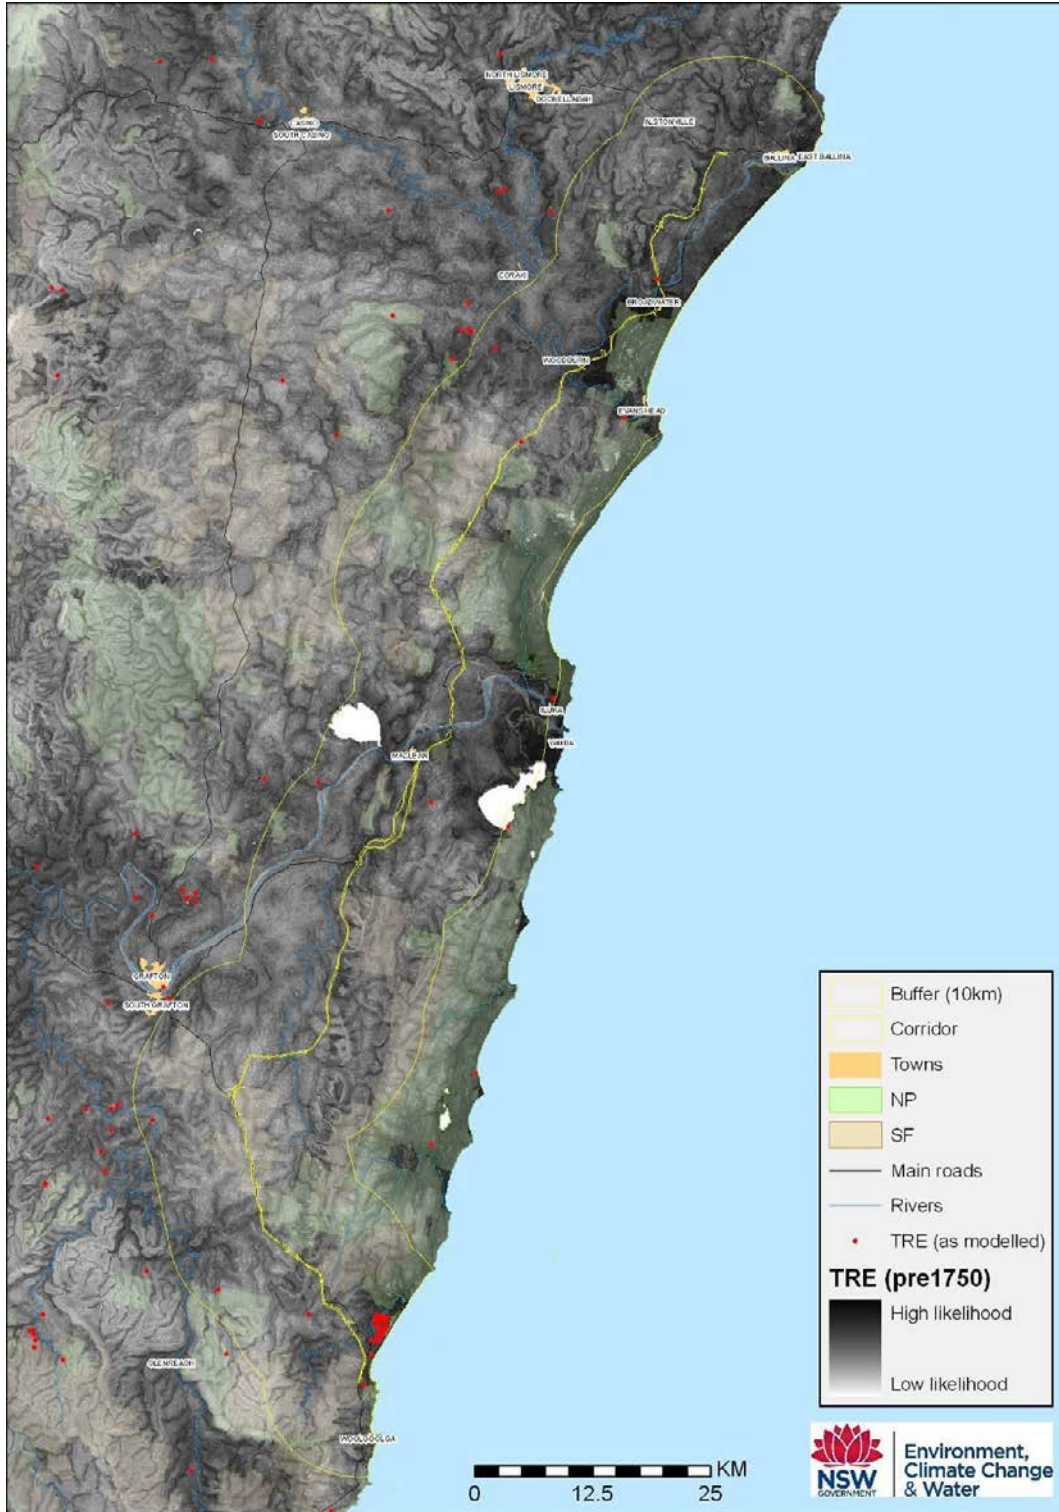 NORTH LISMORE
LISMORE
GOONELLABAH
CASINO
SOUTH CASINO
ALSTONVILLE
BALLINA
EAST BALLINA
CORAKI
BROADWATER
WOODBURN
EVANS HEAD
ILUKA
YAMBA
MACLEAN
GRAFTON
SOUTH GRAFTON
GLENREAGH
WOOLGOOLGA
Buffer (10km)
Corridor
Towns
NP
SF
Main roads
Rivers
TRE (as modelled)
TRE (pre1750)
High likelihood
Low likelihood
KM
0 12.5 25
NSW
GOVERNMENT
Environment,
Climate Change
& Water